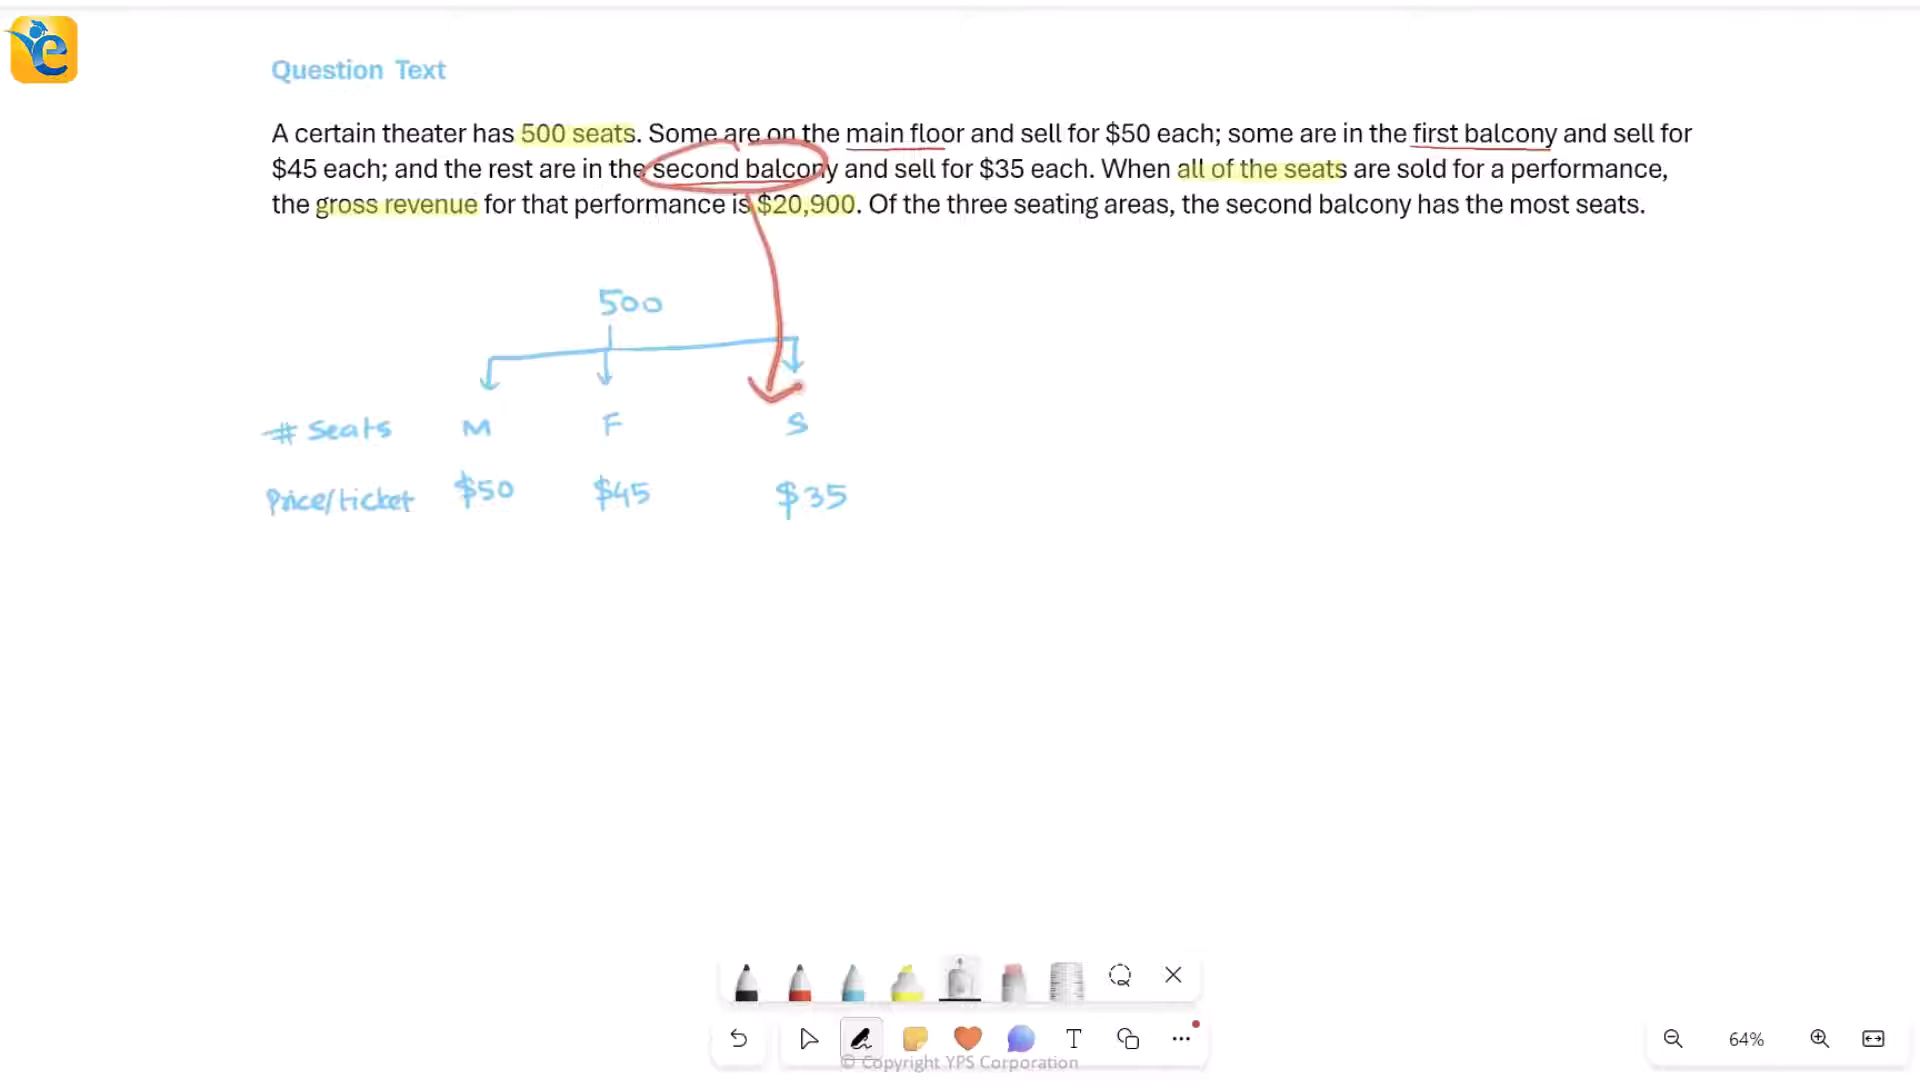 e
Question Text
A certain theater has 500 seats. Some are on the main floor and sell for $50 each; some are in the first balcony and sell for
$45 each; and the rest are in the second balcony and sell for $35 each. When all of the seats are sold for a performance,
the gross revenue for that performance is $20,900. Of the three seating areas, the second balcony has the most seats.
500
# Seats M F S
Price/ticket $50 $45 $35
T
64%
© Copyright YPS Corporation